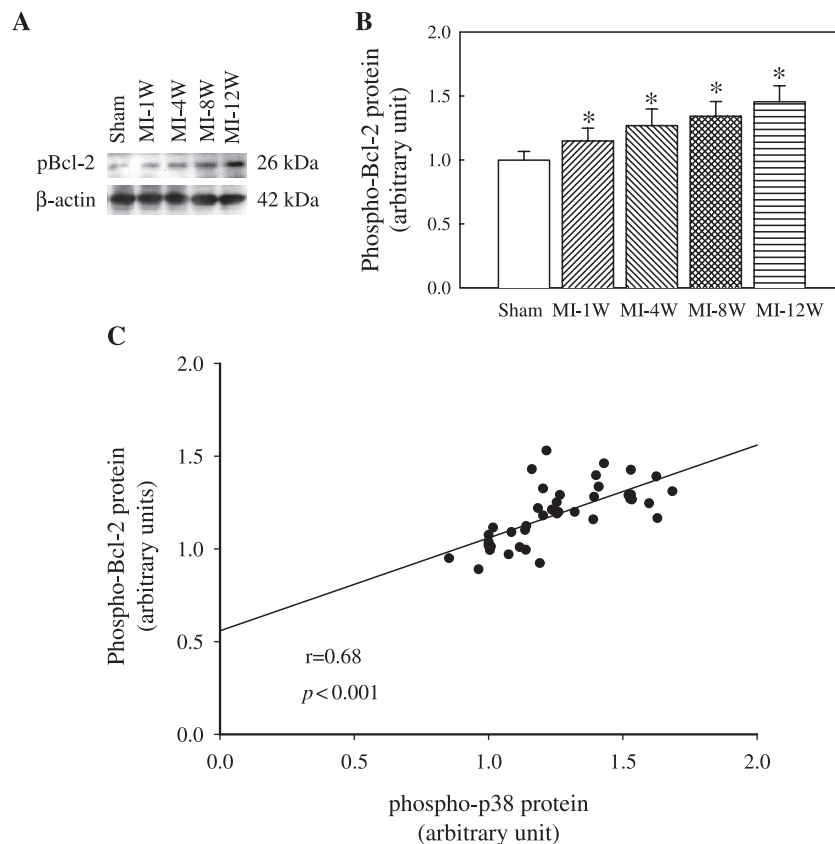 A
Sham
MI-1W
MI-4W
MI-8W
MI-12W
pBcl-2
26 kDa
β-actin
42 kDa
B
Phospho-Bcl-2 protein
(arbitrary unit)
2.0
1.5
1.0
0.5
0.0
*
*
*
*
Sham
MI-1W
MI-4W
MI-8W
MI-12W
C
Phospho-Bcl-2 protein
(arbitrary units)
2.0
1.5
1.0
0.5
0.0
r=0.68
p<0.001
0.0
0.5
1.0
1.5
2.0
phospho-p38 protein
(arbitrary unit)